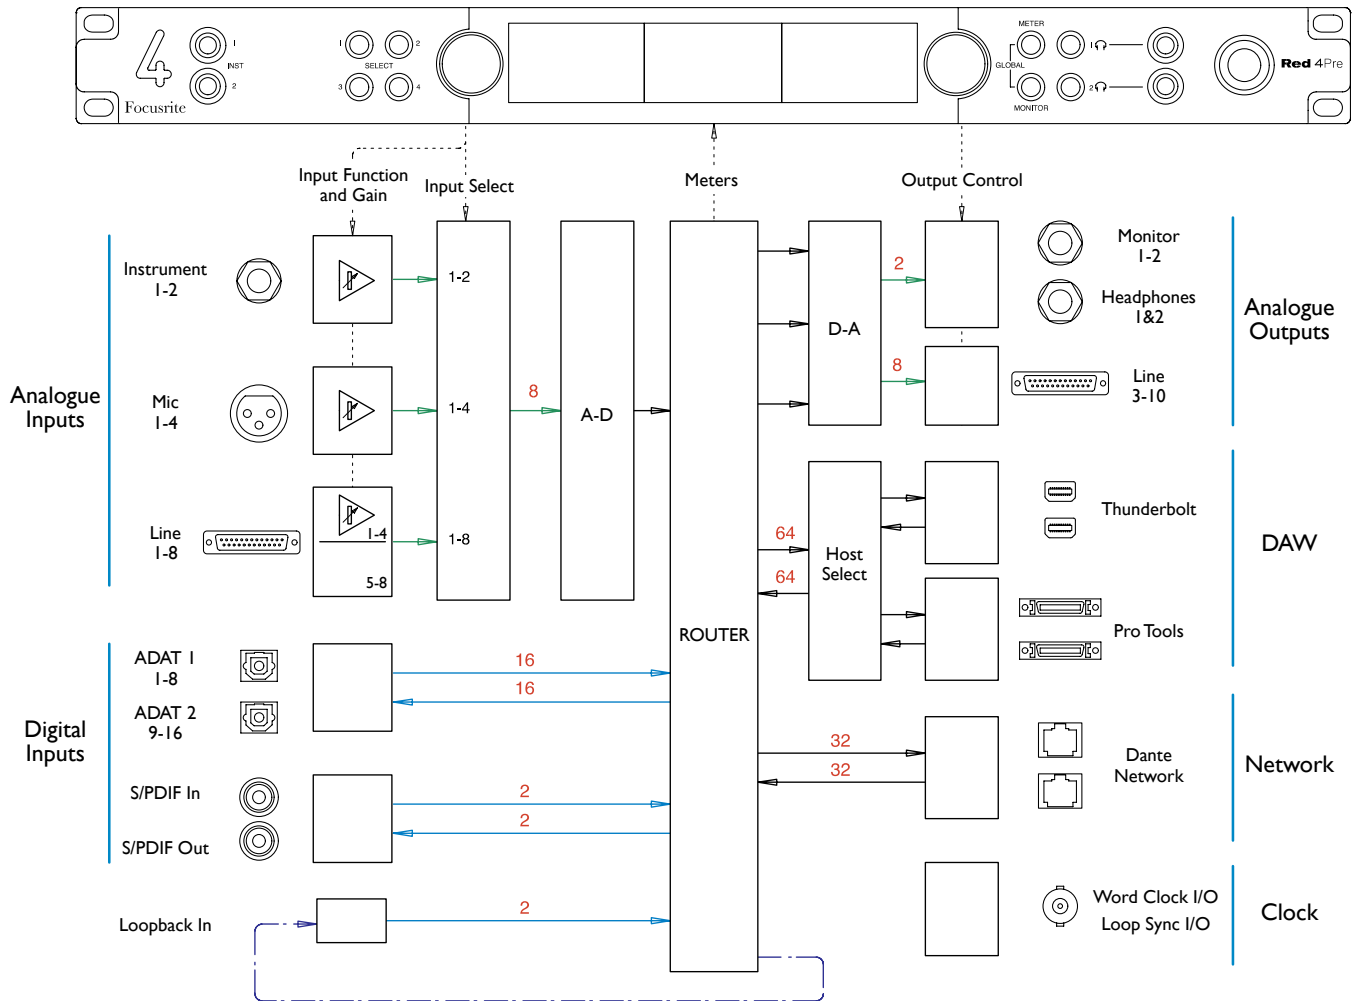 4
Focusrite
1
INST
2
1
2
SELECT
3
4
METER
GLOBAL
MONITOR
1
2
Red 4Pre
Input Function
and Gain
Input Select
Meters
Output Control
Analogue
Inputs
Instrument
1-2
Mic
1-4
Line
1-8
1-4
5-8
1-2
1-4
1-8
8
A-D
ROUTER
D-A
2
8
Monitor
1-2
Headphones
1&2
Line
3-10
Analogue
Outputs
64
64
Host
Select
Thunderbolt
Pro Tools
DAW
Digital
Inputs
ADAT 1
1-8
ADAT 2
9-16
16
16
S/PDIF In
S/PDIF Out
2
2
Loopback In
2
32
32
Dante
Network
Network
Word Clock I/O
Loop Sync I/O
Clock